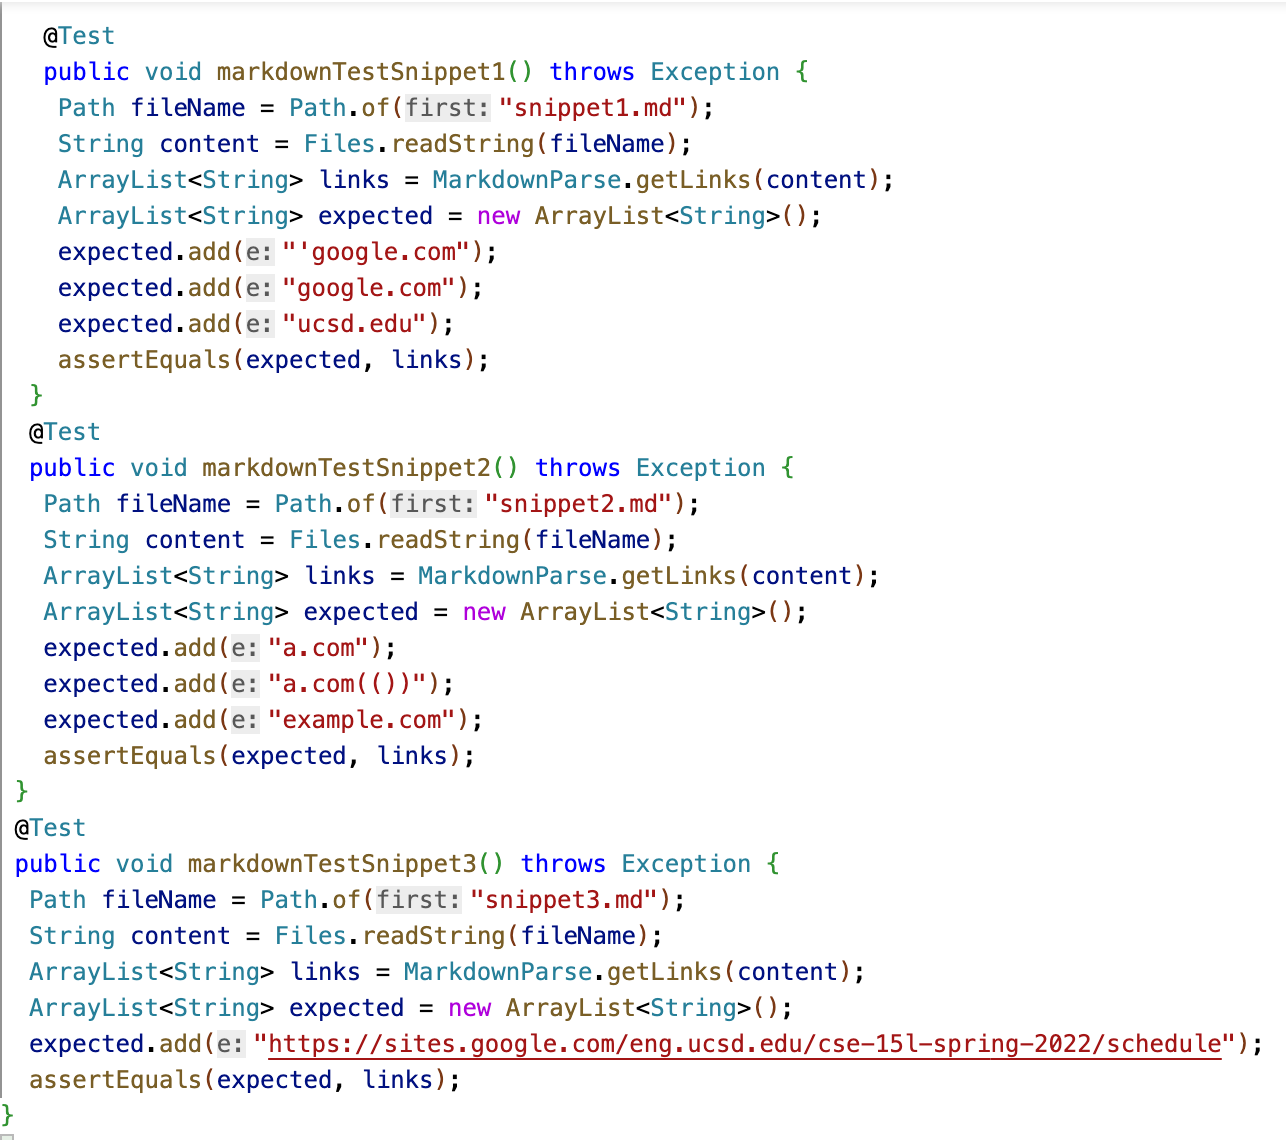 @Test
public void markdownTestSnippet1() throws Exception {
Path fileName = Path.of(first: "snippet1.md");
String content = Files.readString(fileName);
ArrayList<String> links = MarkdownParse.getLinks(content);
ArrayList<String> expected = new ArrayList<String>();
expected.add(e: "'google.com");
expected.add(e: "google.com");
expected.add(e: "ucsd.edu");
assertEquals(expected, links);
}
@Test
public void markdownTestSnippet2() throws Exception {
Path fileName = Path.of(first: "snippet2.md");
String content = Files.readString(fileName);
ArrayList<String> links = MarkdownParse.getLinks(content);
ArrayList<String> expected = new ArrayList<String>();
expected.add(e: "a.com");
expected.add(e: "a.com(())");
expected.add(e: "example.com");
assertEquals(expected, links);
}
@Test
public void markdownTestSnippet3() throws Exception {
Path fileName = Path.of(first: "snippet3.md");
String content = Files.readString(fileName);
ArrayList<String> links = MarkdownParse.getLinks(content);
ArrayList<String> expected = new ArrayList<String>();
expected.add(e: "https://sites.google.com/eng.ucsd.edu/cse-15l-spring-2022/schedule");
assertEquals(expected, links);
}